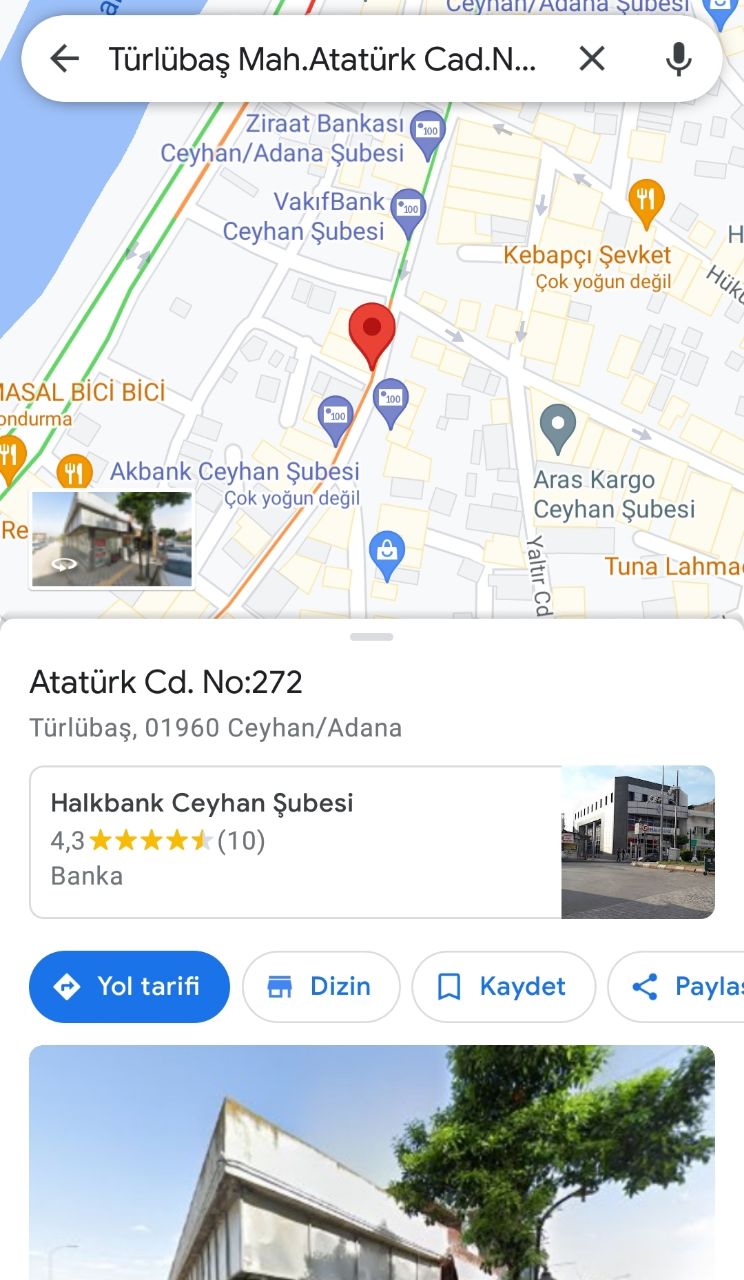 Ceyhan/Adana Şubesi
Türlübaş Mah.Atatürk Cad.N...
Ziraat Bankası
Ceyhan/Adana Şubesi
VakıfBank
Ceyhan Şubesi
Kebapçı Şevket
Çok yoğun değil
MASAL BİCİ BİCİ
ondurma
Akbank Ceyhan Şubesi
Çok yoğun değil
Aras Kargo
Ceyhan Şubesi
Re
Yaltır Cd
Tuna Lahma
Atatürk Cd. No:272
Türlübaş, 01960 Ceyhan/Adana
Halkbank Ceyhan Şubesi
4,3 (10)
Banka
Yol tarifi
Dizin
Kaydet
Paylaş